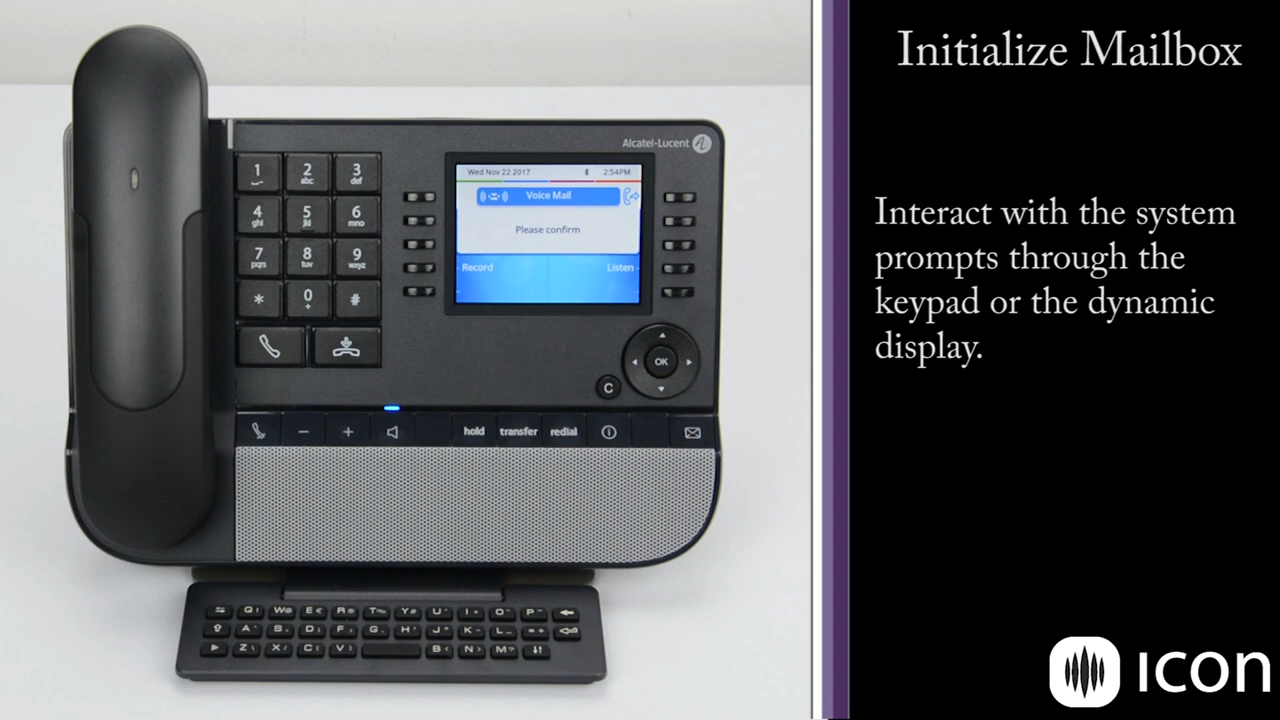 Initialize Mailbox
Interact with the system
prompts through the
keypad or the dynamic
display.
icon
Alcatel·Lucent
Wed Nov 22 2017 2:54PM
Voice Mail
Please confirm
Record Listen
1 2 abc 3 def
4 ghi 5 jkl 6 mno
7 pqrs 8 tuv 9 wxyz
* 0 + #
OK
C
− + hold transfer redial i
Q W E R T Y U I O P
A S D F G H J K L
Z X C V B N M